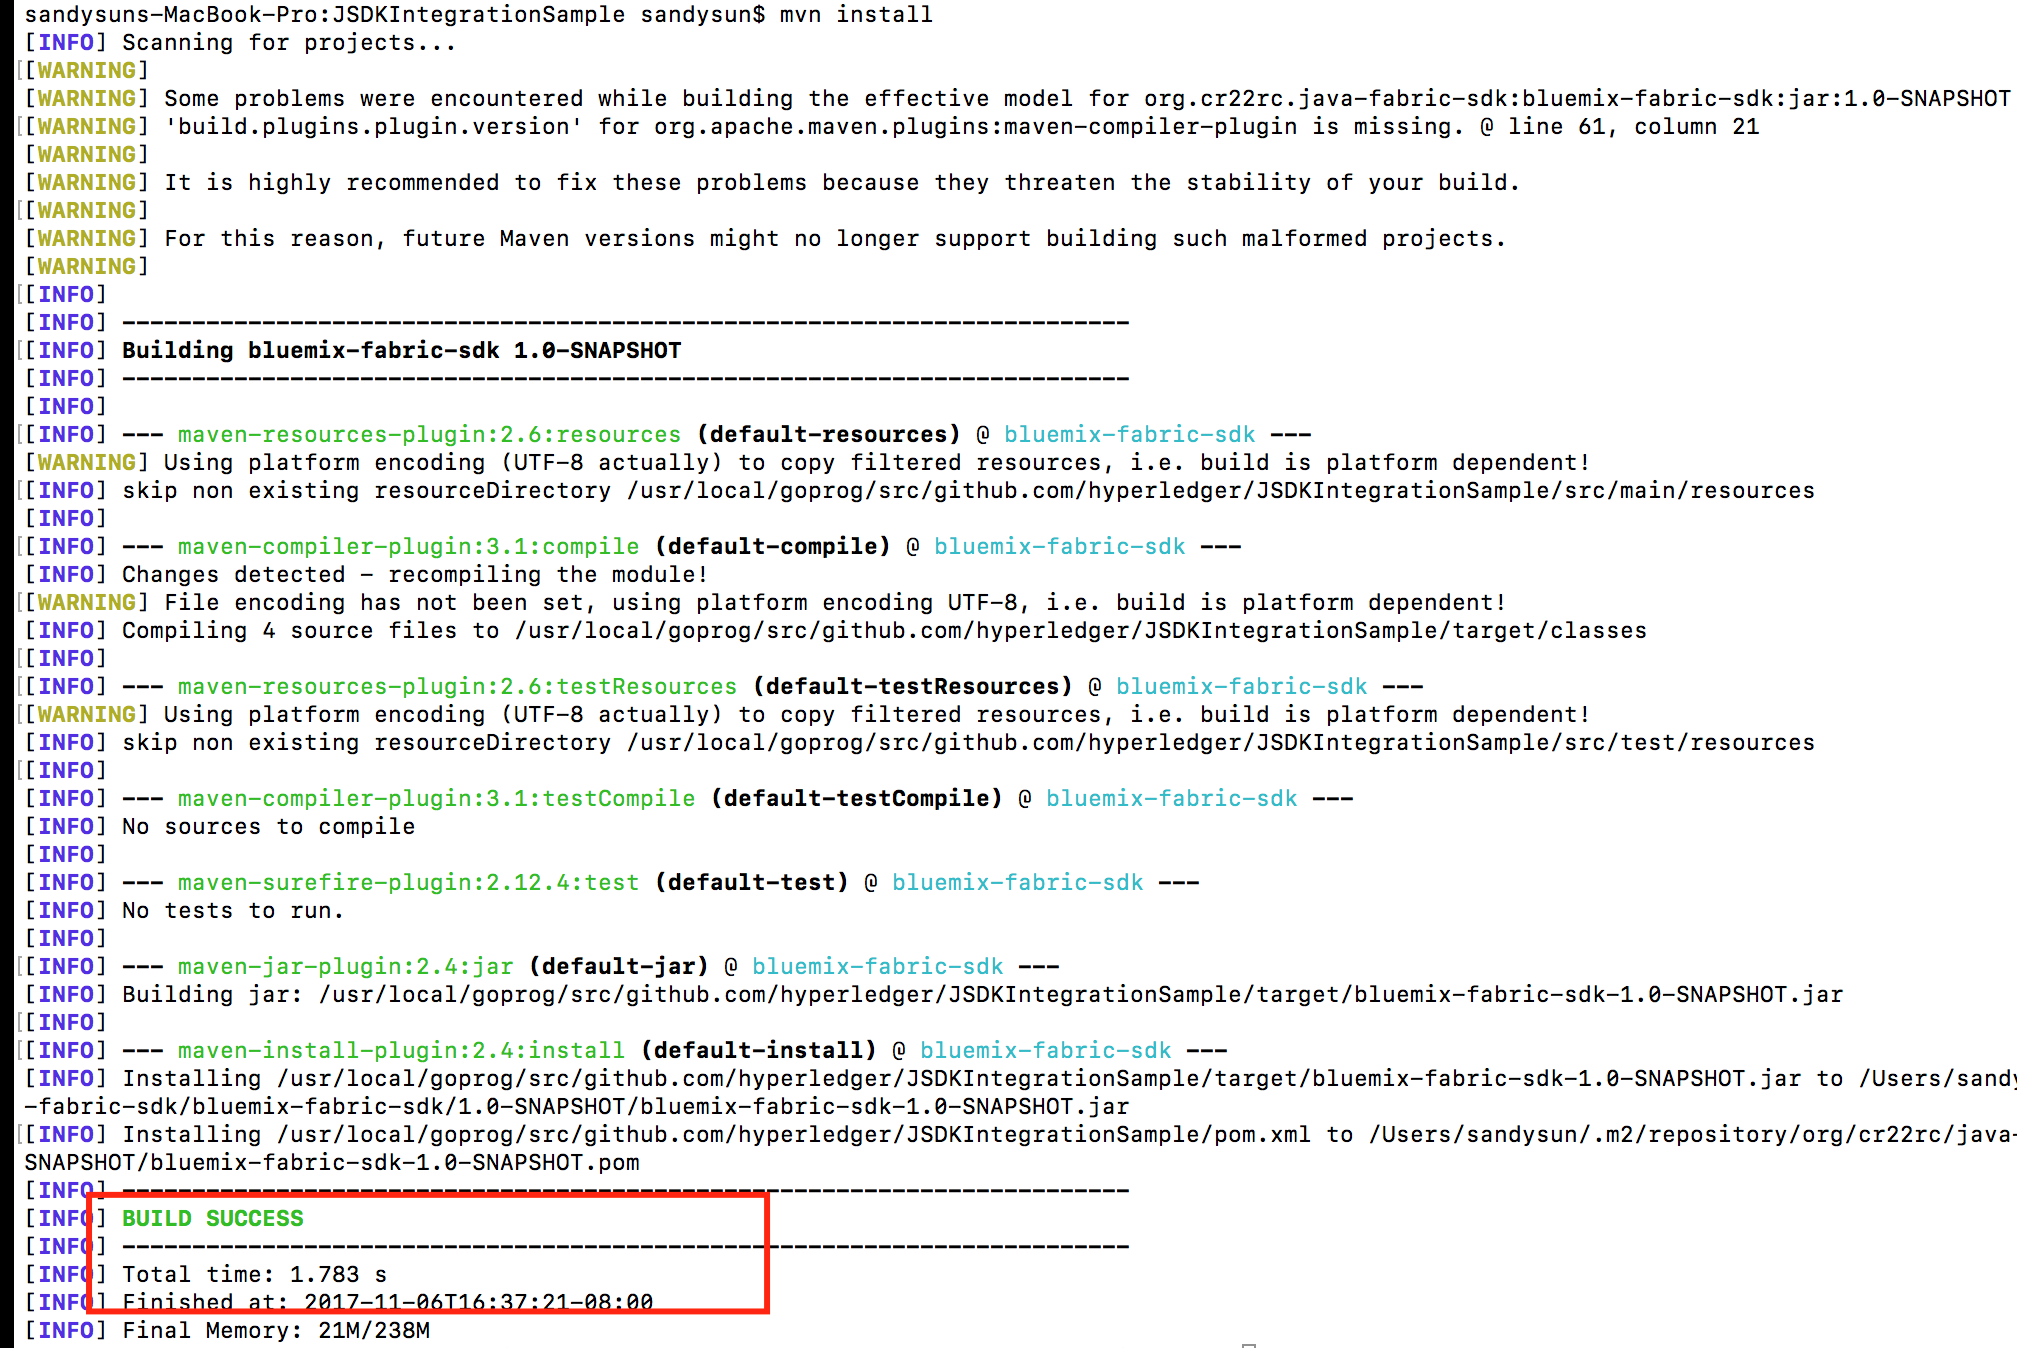 sandysuns-MacBook-Pro:JSDKIntegrationSample sandysun$ mvn install
[INFO] Scanning for projects...
[[WARNING]
[WARNING] Some problems were encountered while building the effective model for org.cr22rc.java-fabric-sdk:bluemix-fabric-sdk:jar:1.0-SNAPSHOT
[[WARNING] 'build.plugins.plugin.version' for org.apache.maven.plugins:maven-compiler-plugin is missing. @ line 61, column 21
[WARNING]
[WARNING] It is highly recommended to fix these problems because they threaten the stability of your build.
[[WARNING]
[WARNING] For this reason, future Maven versions might no longer support building such malformed projects.
[WARNING]
[[INFO]
[INFO] ------------------------------------------------------------------------
[[INFO] Building bluemix-fabric-sdk 1.0-SNAPSHOT
[INFO] ------------------------------------------------------------------------
[INFO]
[[INFO] --- maven-resources-plugin:2.6:resources (default-resources) @ bluemix-fabric-sdk ---
[WARNING] Using platform encoding (UTF-8 actually) to copy filtered resources, i.e. build is platform dependent!
[[INFO] skip non existing resourceDirectory /usr/local/goprog/src/github.com/hyperledger/JSDKIntegrationSample/src/main/resources
[INFO]
[[INFO] --- maven-compiler-plugin:3.1:compile (default-compile) @ bluemix-fabric-sdk ---
[INFO] Changes detected - recompiling the module!
[[WARNING] File encoding has not been set, using platform encoding UTF-8, i.e. build is platform dependent!
[INFO] Compiling 4 source files to /usr/local/goprog/src/github.com/hyperledger/JSDKIntegrationSample/target/classes
[[INFO]
[[INFO] --- maven-resources-plugin:2.6:testResources (default-testResources) @ bluemix-fabric-sdk ---
[[WARNING] Using platform encoding (UTF-8 actually) to copy filtered resources, i.e. build is platform dependent!
[INFO] skip non existing resourceDirectory /usr/local/goprog/src/github.com/hyperledger/JSDKIntegrationSample/src/test/resources
[[INFO]
[INFO] --- maven-compiler-plugin:3.1:testCompile (default-testCompile) @ bluemix-fabric-sdk ---
[INFO] No sources to compile
[INFO]
[INFO] --- maven-surefire-plugin:2.12.4:test (default-test) @ bluemix-fabric-sdk ---
[INFO] No tests to run.
[INFO]
[[INFO] --- maven-jar-plugin:2.4:jar (default-jar) @ bluemix-fabric-sdk ---
[INFO] Building jar: /usr/local/goprog/src/github.com/hyperledger/JSDKIntegrationSample/target/bluemix-fabric-sdk-1.0-SNAPSHOT.jar
[[INFO]
[[INFO] --- maven-install-plugin:2.4:install (default-install) @ bluemix-fabric-sdk ---
[INFO] Installing /usr/local/goprog/src/github.com/hyperledger/JSDKIntegrationSample/target/bluemix-fabric-sdk-1.0-SNAPSHOT.jar to /Users/sandy
-fabric-sdk/bluemix-fabric-sdk/1.0-SNAPSHOT/bluemix-fabric-sdk-1.0-SNAPSHOT.jar
[[INFO] Installing /usr/local/goprog/src/github.com/hyperledger/JSDKIntegrationSample/pom.xml to /Users/sandysun/.m2/repository/org/cr22rc/java-
SNAPSHOT/bluemix-fabric-sdk-1.0-SNAPSHOT.pom
[INFO] ------------------------------------------------------------------------
[INFO] BUILD SUCCESS
[INFO] ------------------------------------------------------------------------
[INFO] Total time: 1.783 s
[INFO] Finished at: 2017-11-06T16:37:21-08:00
[INFO] Final Memory: 21M/238M